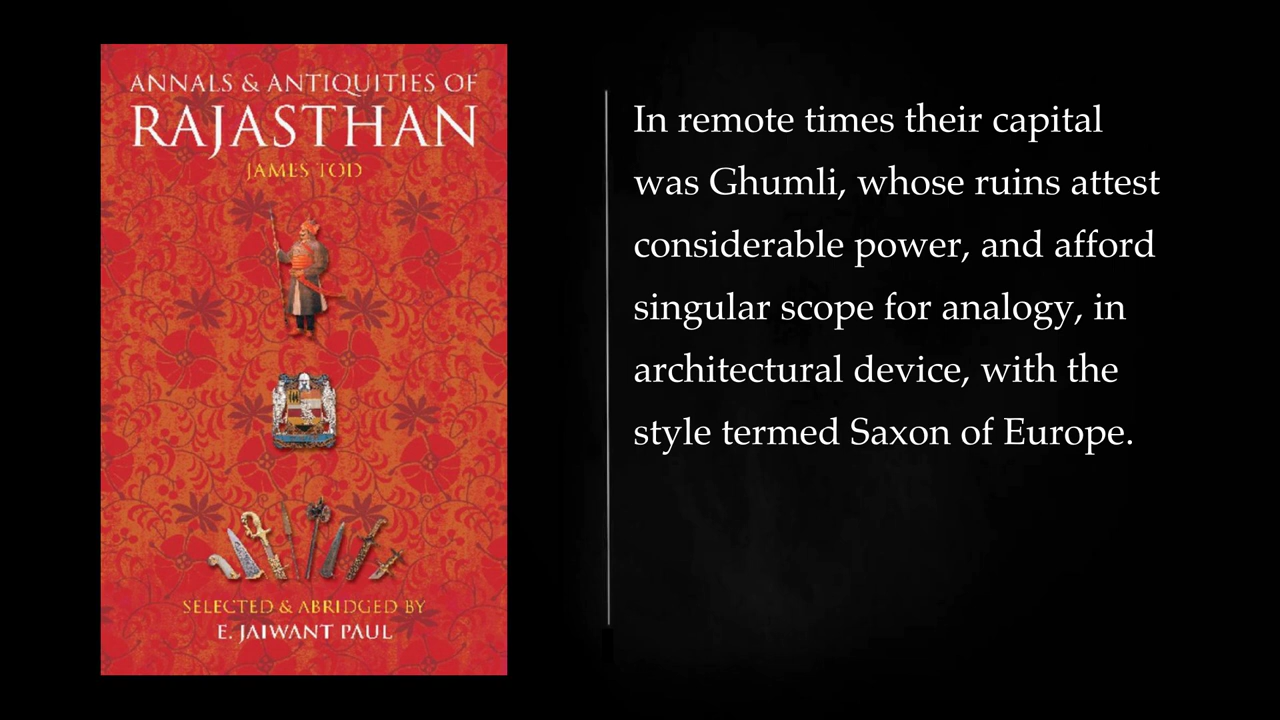 ANNALS & ANTIQUITIES OF
RAJASTHAN
JAMES TOD
SELECTED & ABRIDGED BY
E. JAIWANT PAUL
In remote times their capital
was Ghumli, whose ruins attest
considerable power, and afford
singular scope for analogy, in
architectural device, with the
style termed Saxon of Europe.